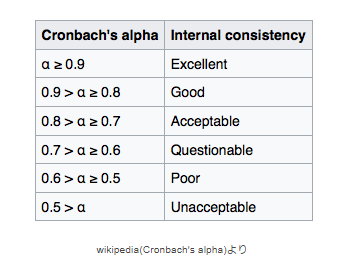 Cronbach's alpha Internal consistency
α ≥ 0.9 Excellent
0.9 > α ≥ 0.8 Good
0.8 > α ≥ 0.7 Acceptable
0.7 > α ≥ 0.6 Questionable
0.6 > α ≥ 0.5 Poor
0.5 > α Unacceptable
wikipedia(Cronbach's alpha)より